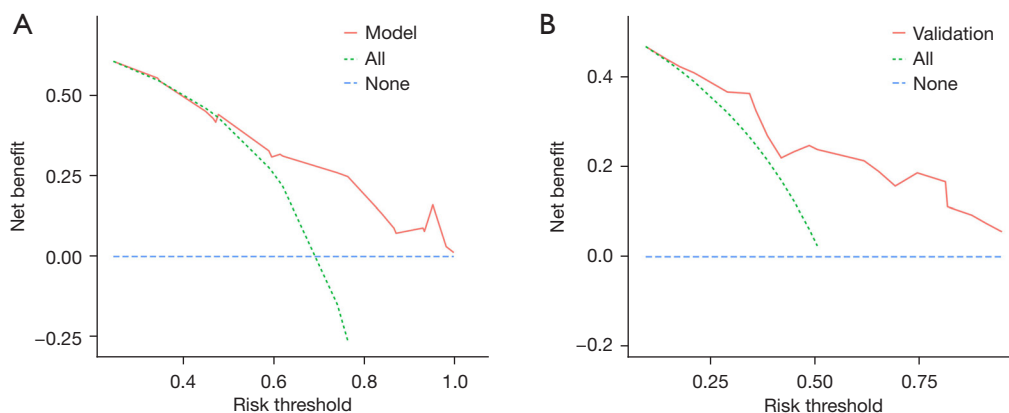 A
Model
All
None
Net benefit
0.50
0.25
0.00
−0.25
0.4
0.6
0.8
1.0
Risk threshold
B
Validation
All
None
Net benefit
0.4
0.2
0.0
−0.2
0.25
0.50
0.75
Risk threshold